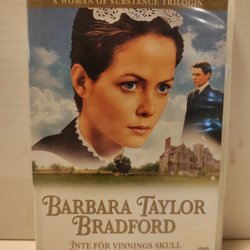 A WOMAN OF SUBSTANCE TRILOGIN
BARBARA TAYLOR
BRADFORD
INTE FÖR VINNINGS SKULL